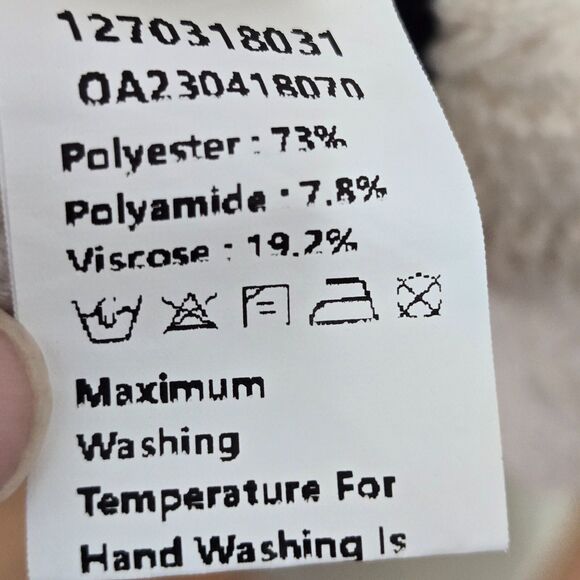 1270318031
OA230418070
Polyester : 73%
Polyamide : 7.8%
Viscose : 19.2%
Maximum
Washing
Temperature For
Hand Washing Is